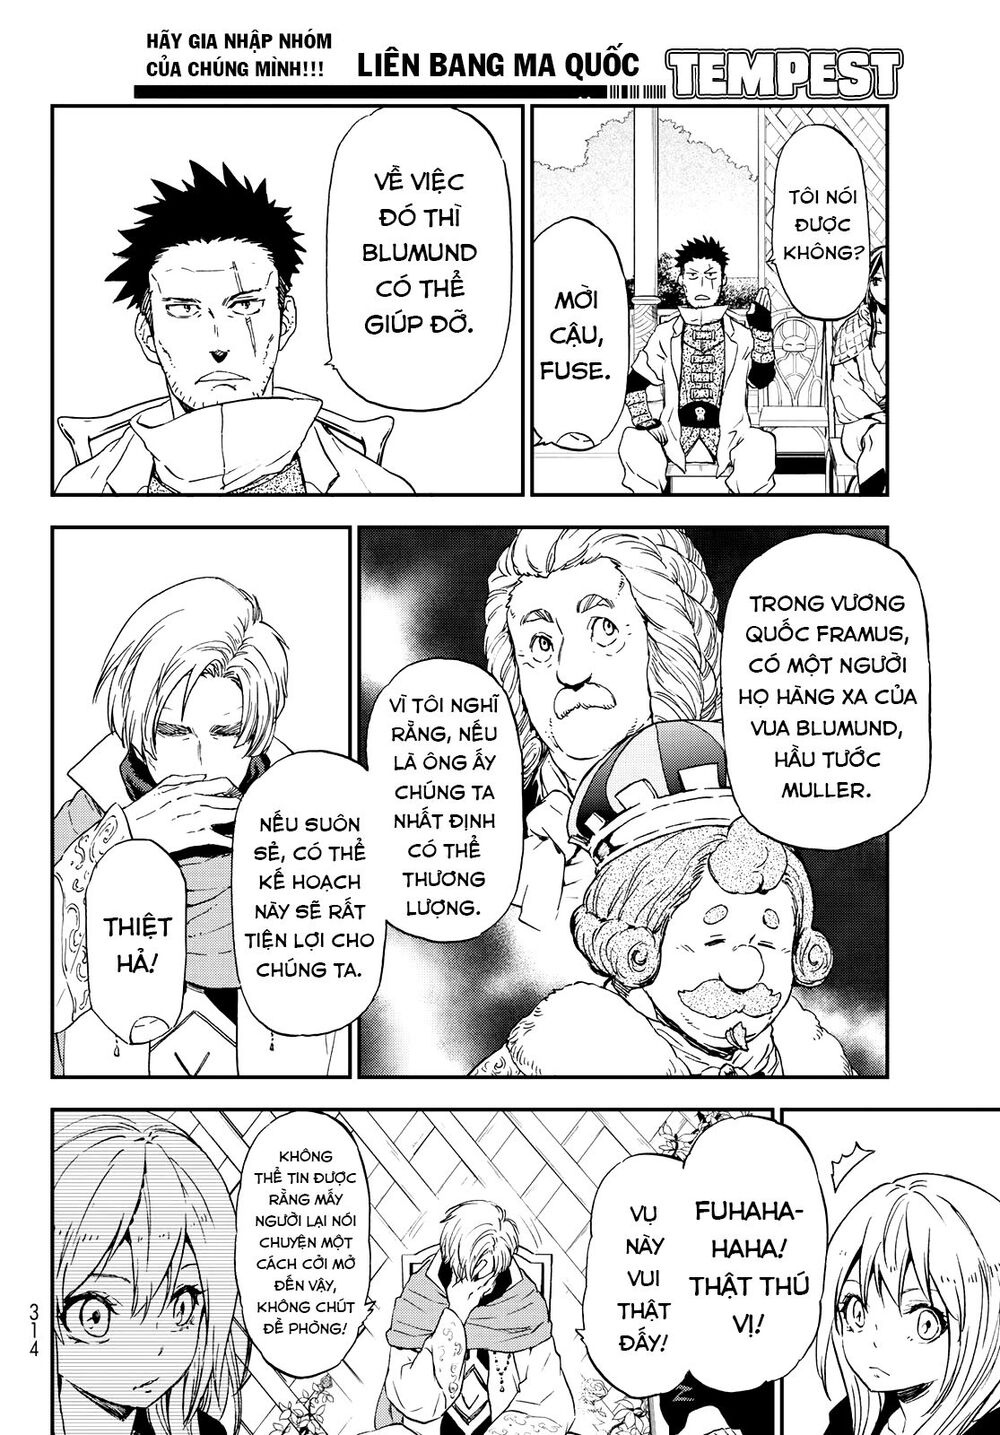 HÃY GIA NHẬP NHÓM
CỦA CHÚNG MÌNH!!!
LIÊN BANG MA QUỐC
TEMPEST
TÔI NÓI
ĐƯỢC
KHÔNG?
MỜI
CẬU,
FUSE.
VỀ VIỆC
ĐÓ THÌ
BLUMUND
CÓ THỂ
GIÚP ĐỠ.
TRONG VƯƠNG
QUỐC FRAMUS,
CÓ MỘT NGƯỜI
HỌ HÀNG XA CỦA
VUA BLUMUND,
HẦU TƯỚC
MULLER.
VÌ TÔI NGHĨ
RẰNG, NẾU
LÀ ÔNG ẤY
CHÚNG TA
NHẤT ĐỊNH
CÓ THỂ
THƯƠNG
LƯỢNG.
NẾU SUÔN
SẺ, CÓ THỂ
KẾ HOẠCH
NÀY SẼ RẤT
TIỆN LỢI CHO
CHÚNG TA.
THIỆT
HẢ!
FUHAHA-
HAHA!
THẬT THÚ
VỊ!
VỤ
NÀY
VUI
THẬT
ĐẤY!
KHÔNG
THỂ TIN ĐƯỢC
RẰNG MẤY
NGƯỜI LẠI NÓI
CHUYỆN MỘT
CÁCH CỞI MỞ
ĐẾN VẬY,
KHÔNG CHÚT
ĐỀ PHÒNG!
314